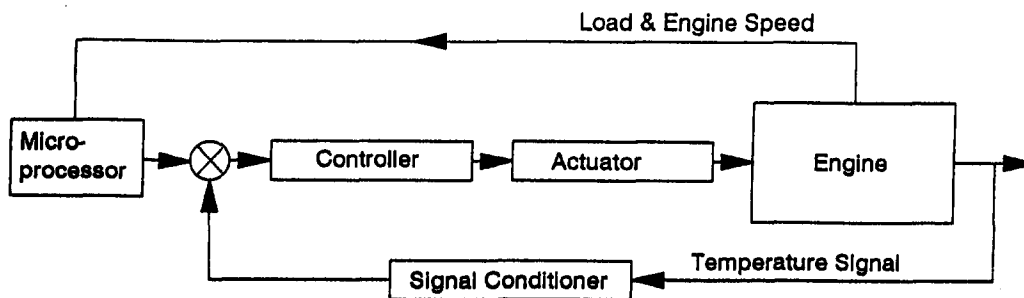 Load & Engine Speed
Micro-
processor
Controller
Actuator
Engine
Temperature Signal
Signal Conditioner